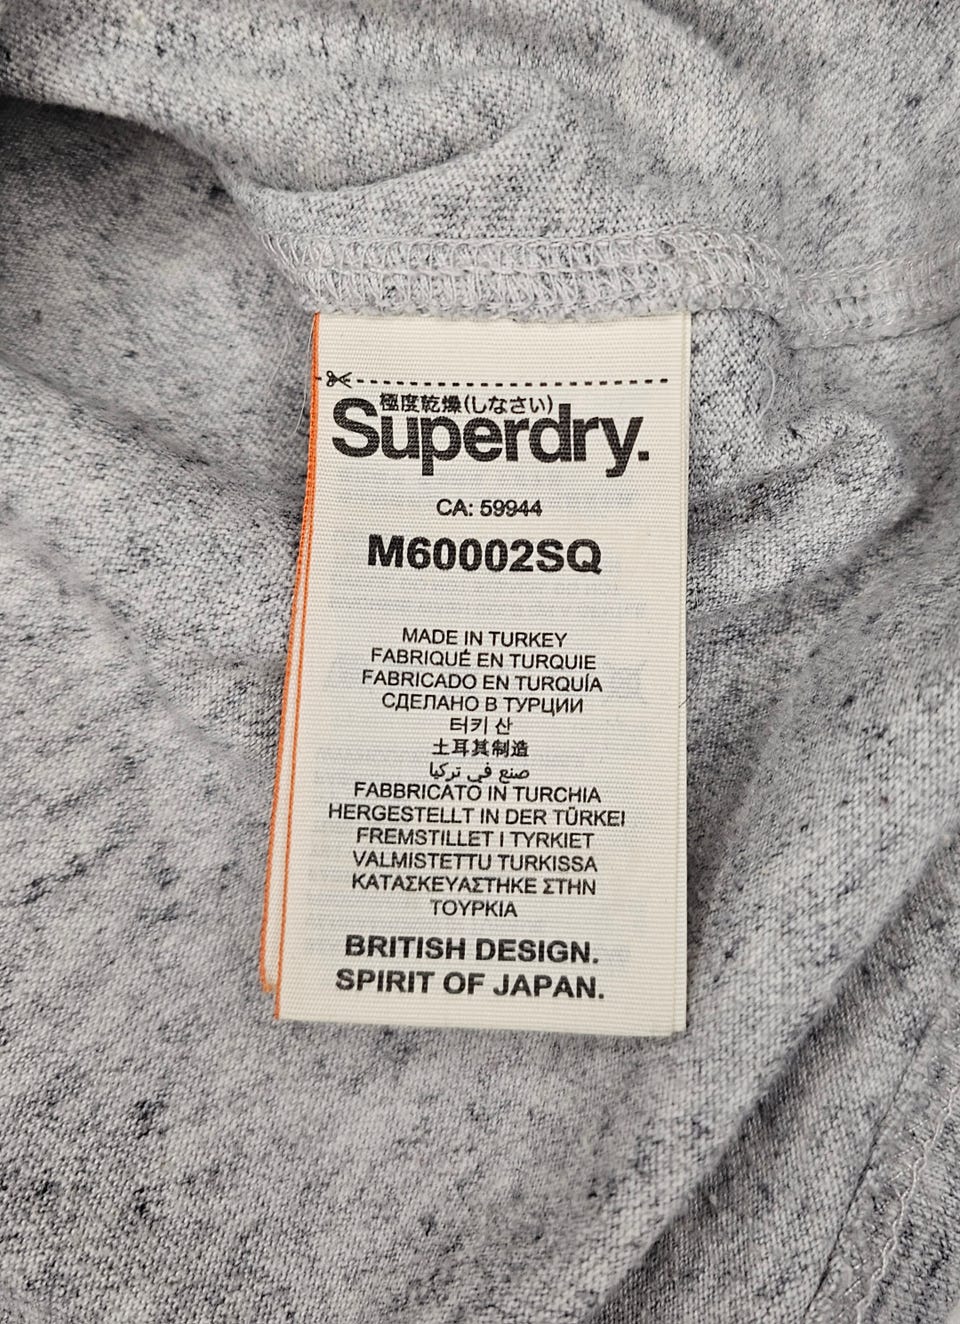 極度乾燥(しなさい)
Superdry.
CA: 59944
M60002SQ
MADE IN TURKEY
FABRIQUÉ EN TURQUIE
FABRICADO EN TURQUÍA
СДЕЛАНО В ТУРЦИИ
터키 산
土耳其制造
صنع في تركيا
FABBRICATO IN TURCHIA
HERGESTELLT IN DER TÜRKEI
FREMSTILLET I TYRKIET
VALMISTETTU TURKISSA
ΚΑΤΑΣΚΕΥΑΣΤΗΚΕ ΣΤΗΝ
ΤΟΥΡΚΙΑ
BRITISH DESIGN.
SPIRIT OF JAPAN.